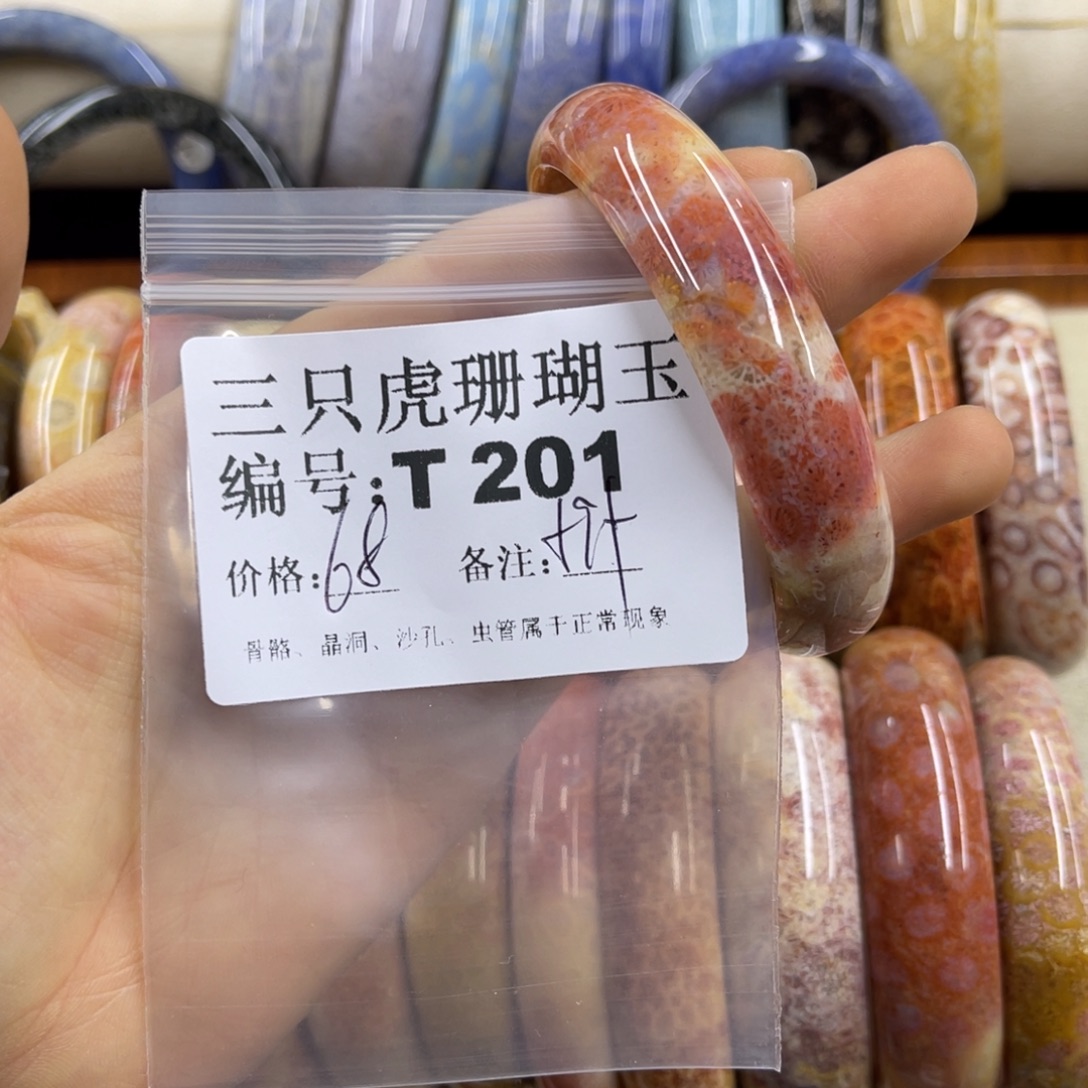 三只虎珊瑚玉
编号:T 201
价格:68 备注:
骨骼、晶洞、沙孔、虫管属于正常现象